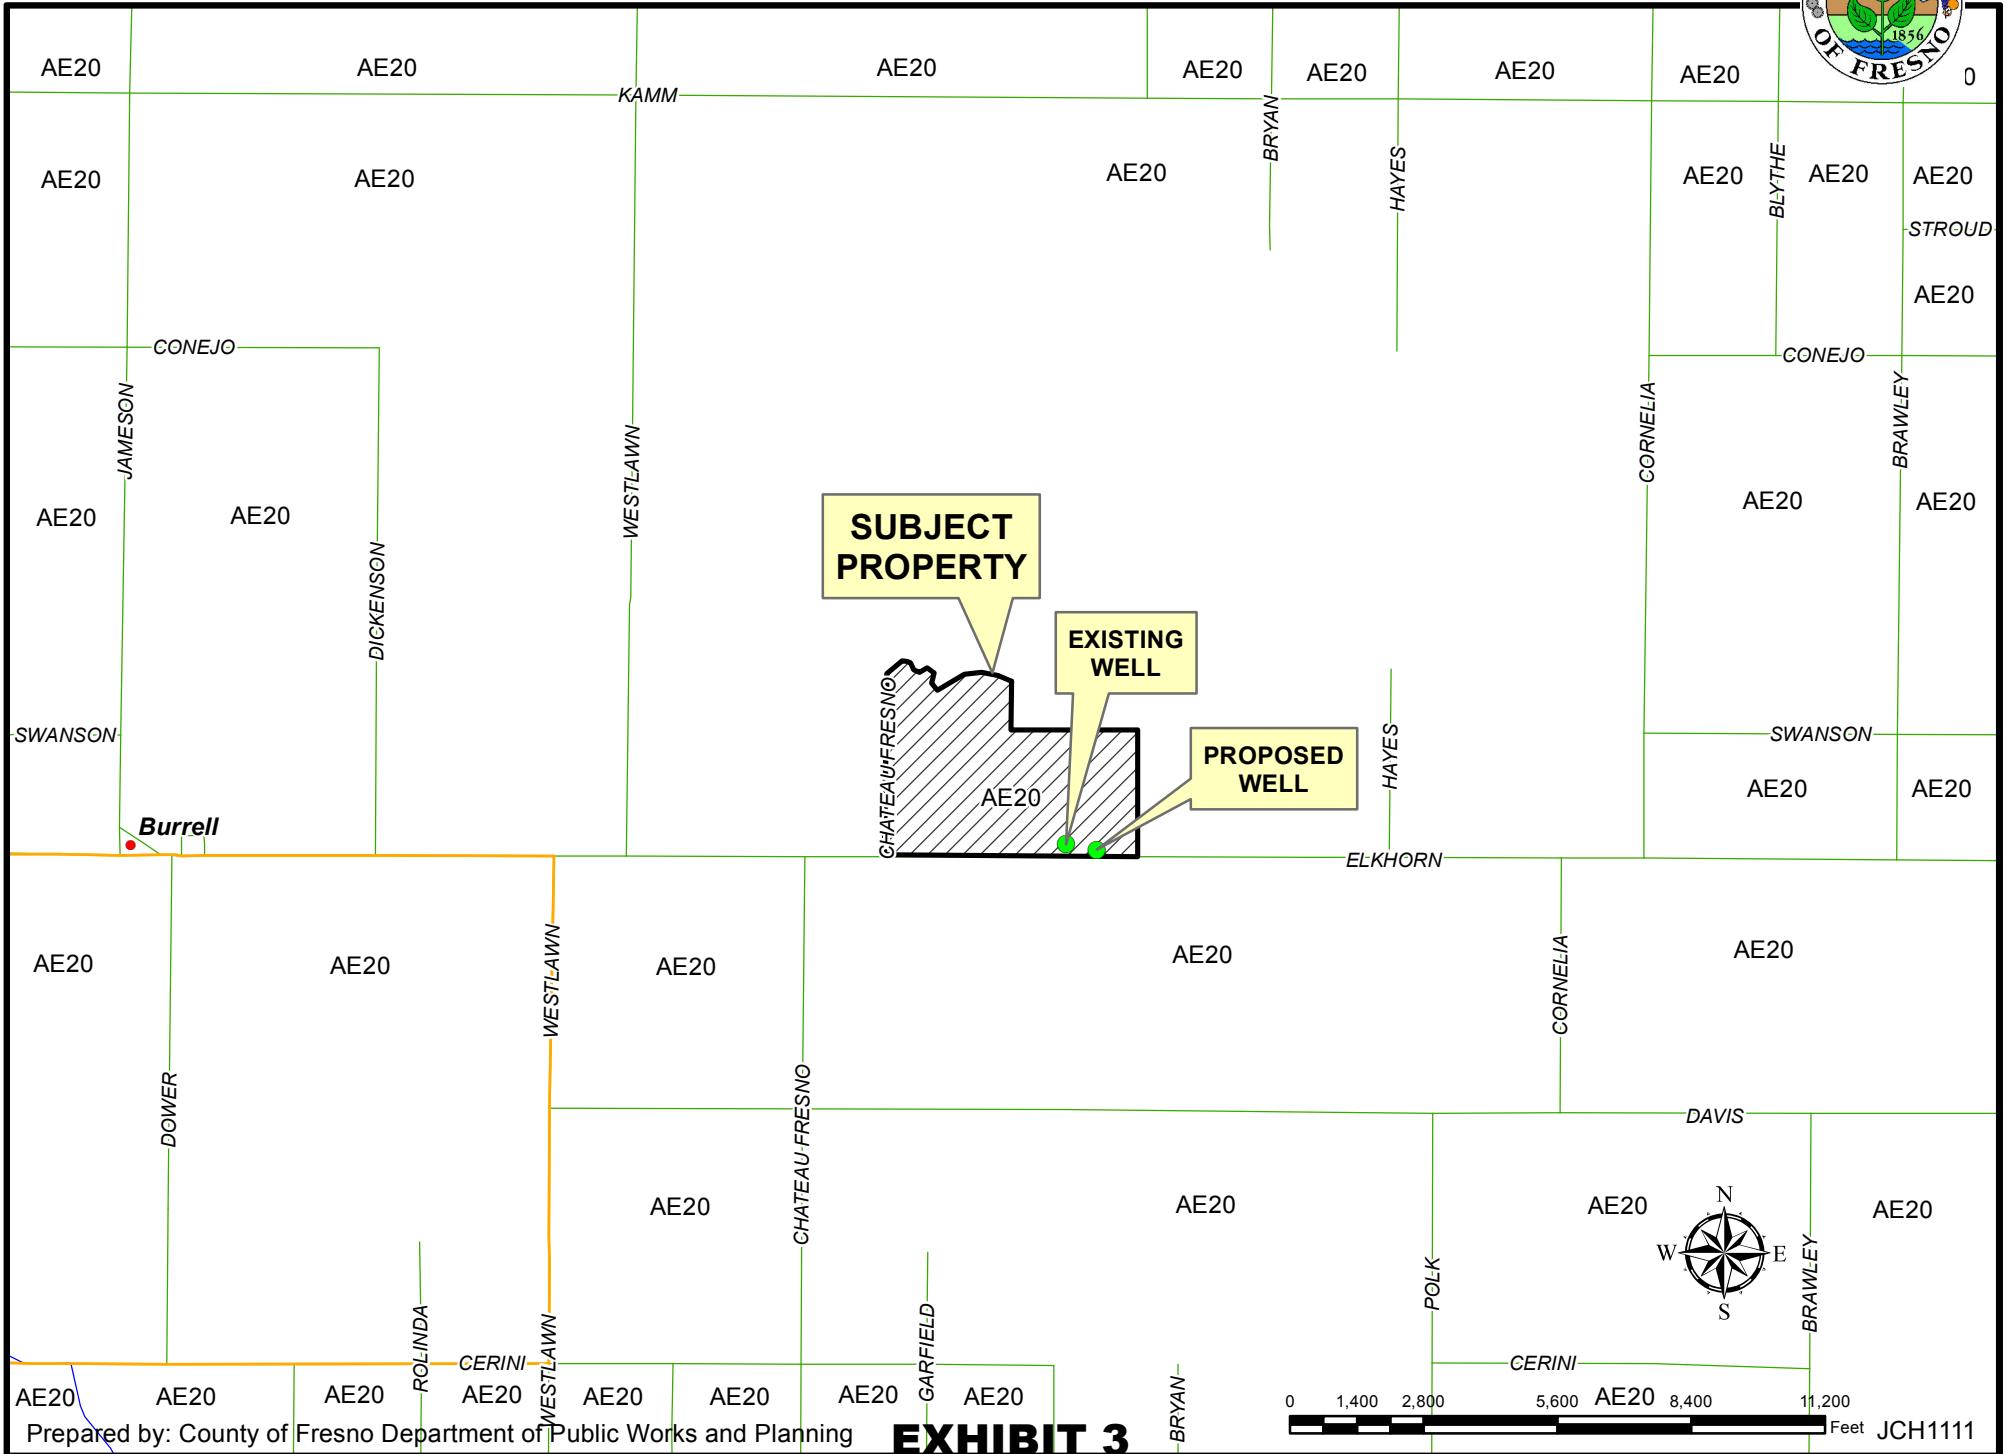 OF FRESNO
1856
AE20
AE20
AE20
AE20
AE20
AE20
AE20
0
KAMM
BRYAN
HAYES
BLYTHE
AE20
AE20
AE20
AE20
AE20
AE20
STROUD
AE20
CONEJO
CONEJO
JAMESON
WESTLAWN
CORNELIA
BRAWLEY
AE20
AE20
AE20
AE20
DICKENSON
SUBJECT
PROPERTY
EXISTING
WELL
PROPOSED
WELL
CHATEAU FRESNO
HAYES
SWANSON
SWANSON
AE20
AE20
AE20
Burrell
ELKHORN
AE20
AE20
AE20
AE20
AE20
WESTLAWN
CORNELIA
DOWER
CHATEAU FRESNO
DAVIS
AE20
AE20
AE20
AE20
N
W
E
S
POLK
BRAWLEY
ROLINDA
WESTLAWN
GARFIELD
BRYAN
CERINI
CERINI
AE20
AE20
AE20
AE20
AE20
AE20
AE20
AE20
AE20
0 1,400 2,800 5,600 8,400 11,200
Feet
JCH1111
Prepared by: County of Fresno Department of Public Works and Planning
EXHIBIT 3